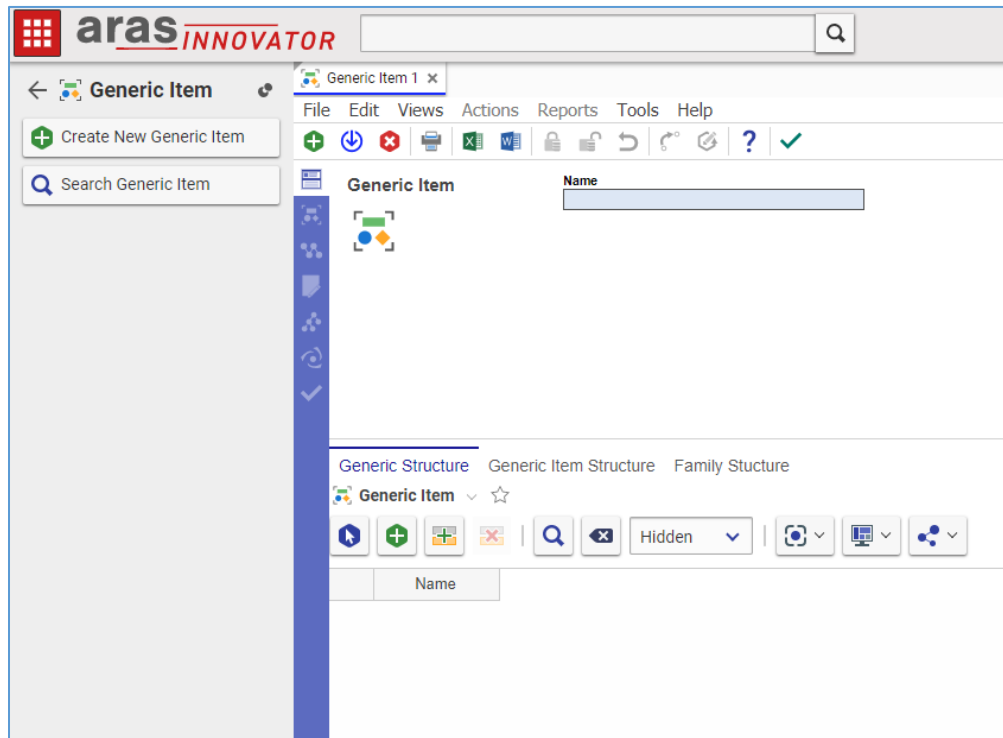 aras INNOVATOR
Generic Item
Create New Generic Item
Search Generic Item
Generic Item 1
File Edit Views Actions Reports Tools Help
Generic Item
Name
Generic Structure Generic Item Structure Family Stucture
Generic Item
Hidden
Name